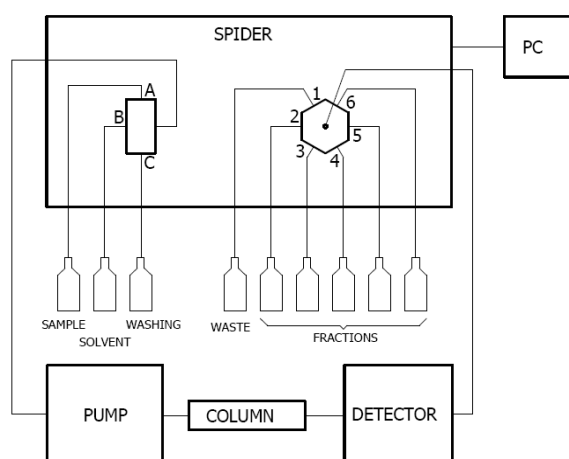 SPIDER
PC
A
B
C
1
2
3
4
5
6
SAMPLE
SOLVENT
WASHING
WASTE
FRACTIONS
PUMP
COLUMN
DETECTOR